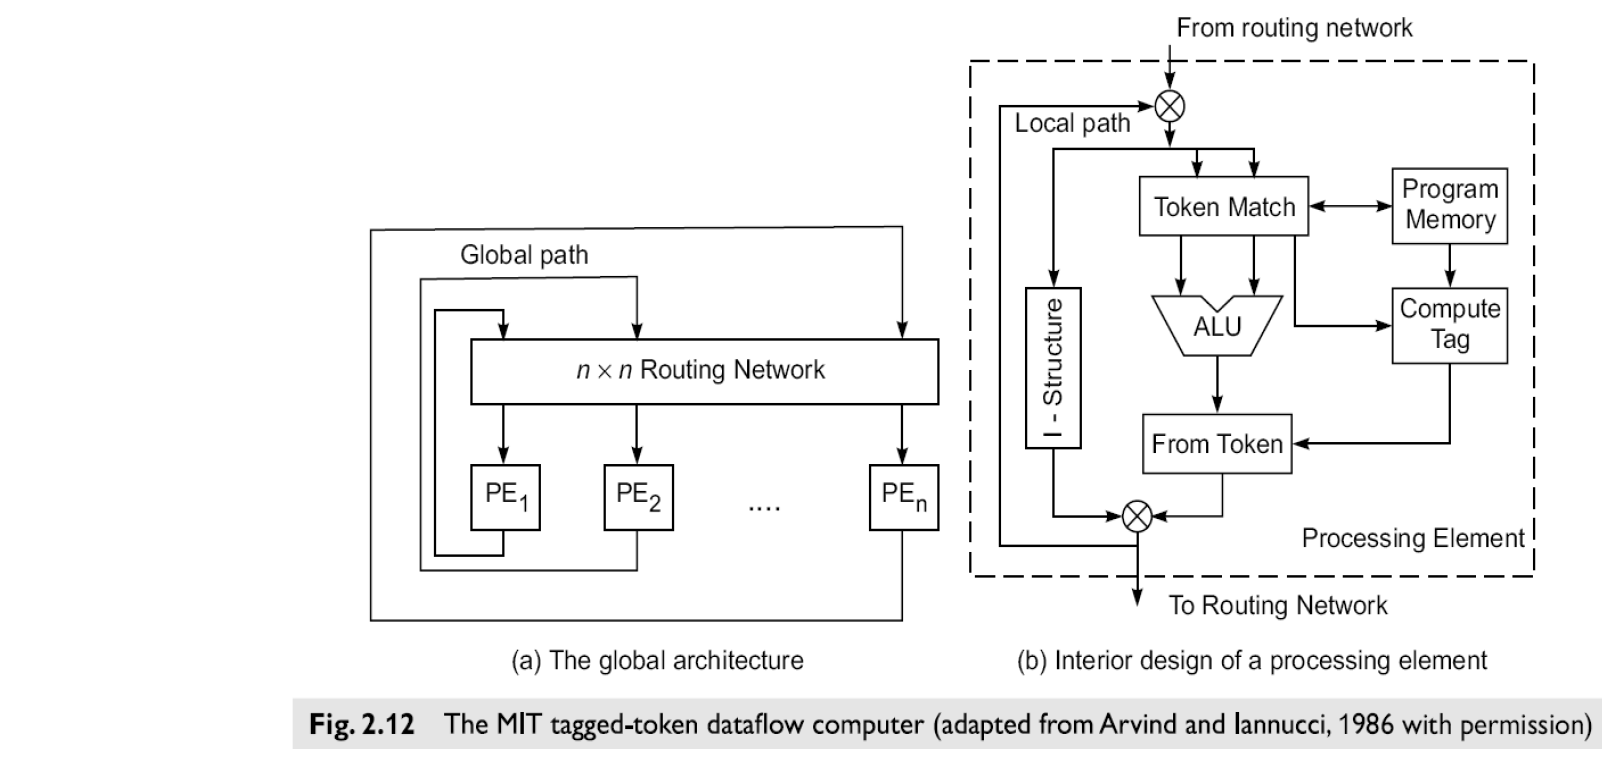 Global path
n × n Routing Network
PE1
PE2
....
PEn
(a) The global architecture
From routing network
Local path
Token Match
Program
Memory
I - Structure
ALU
Compute
Tag
From Token
Processing Element
To Routing Network
(b) Interior design of a processing element
Fig. 2.12 The MIT tagged-token dataflow computer (adapted from Arvind and Iannucci, 1986 with permission)